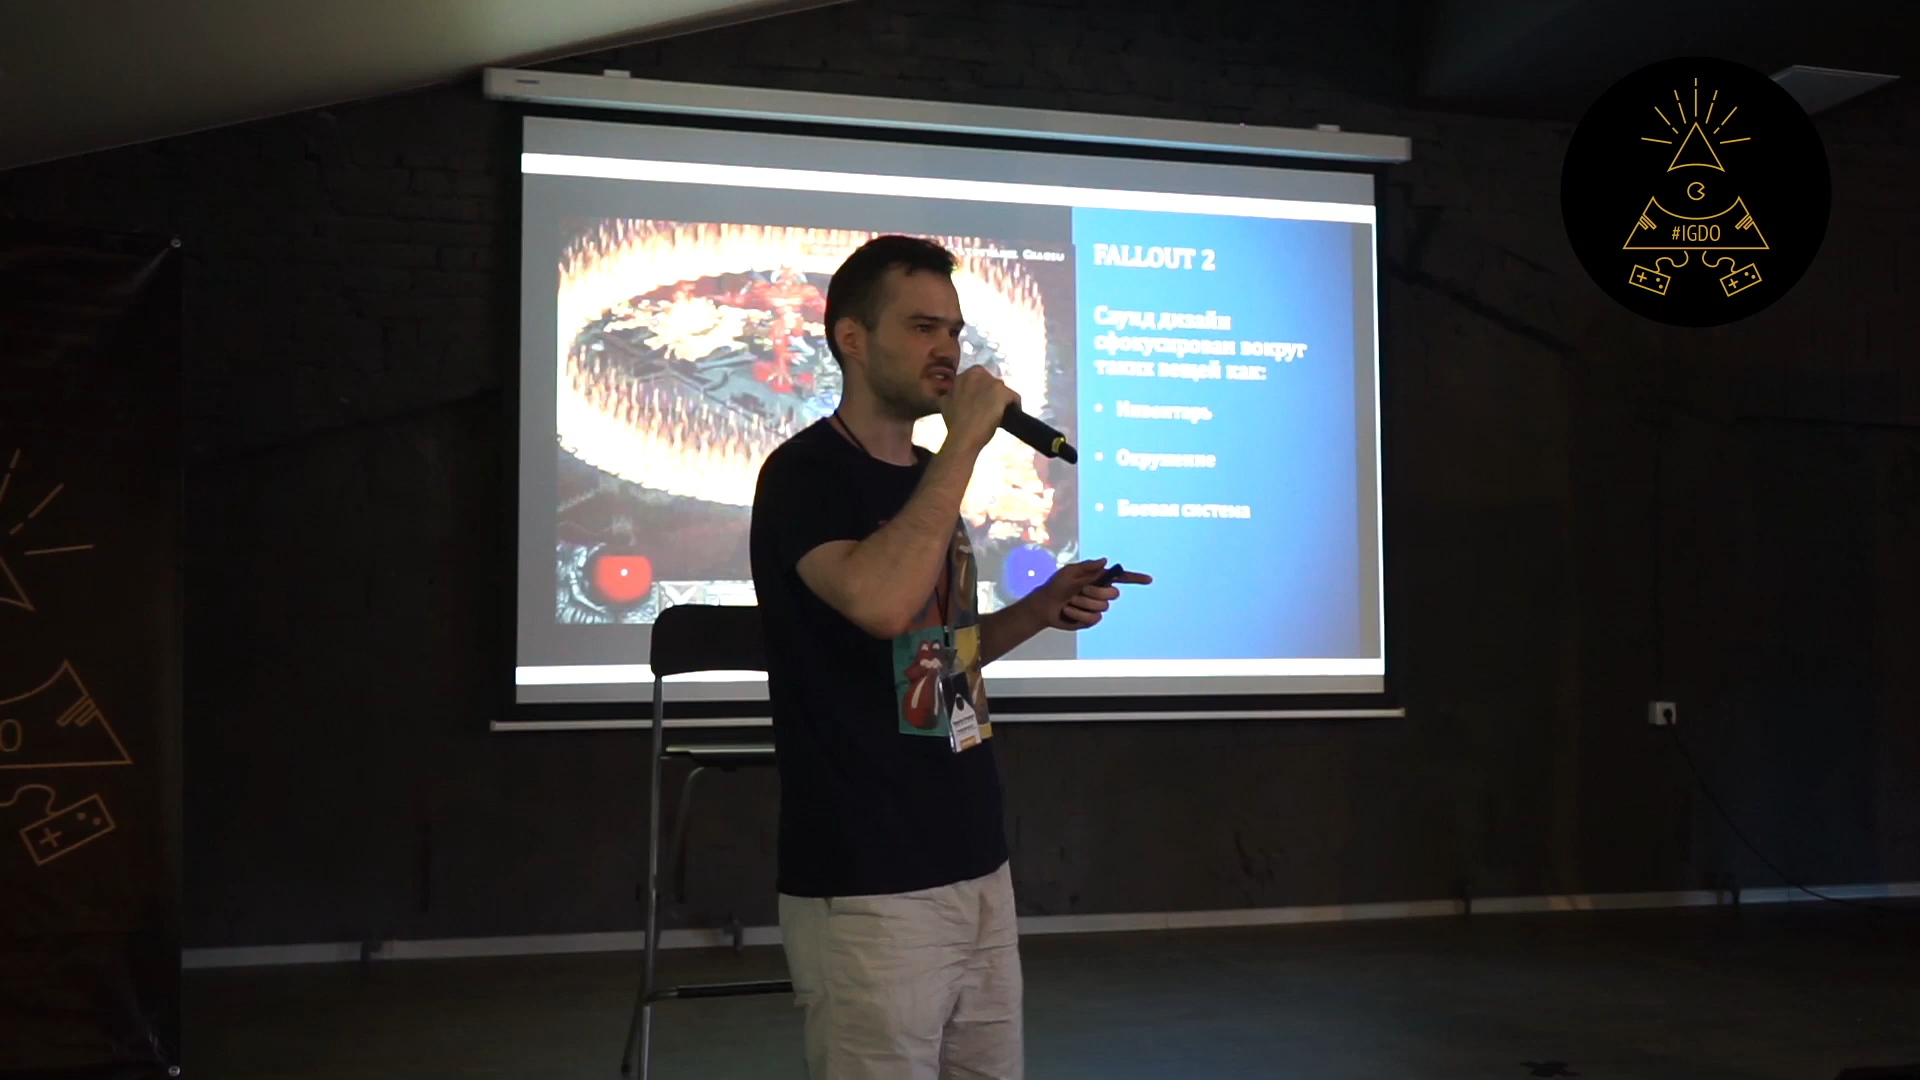 FALLOUT 2
Саунд дизайн
сфокусирован вокруг
таких вещей как:
• Инвентарь
• Окружение
• Боевая система
#IGDO